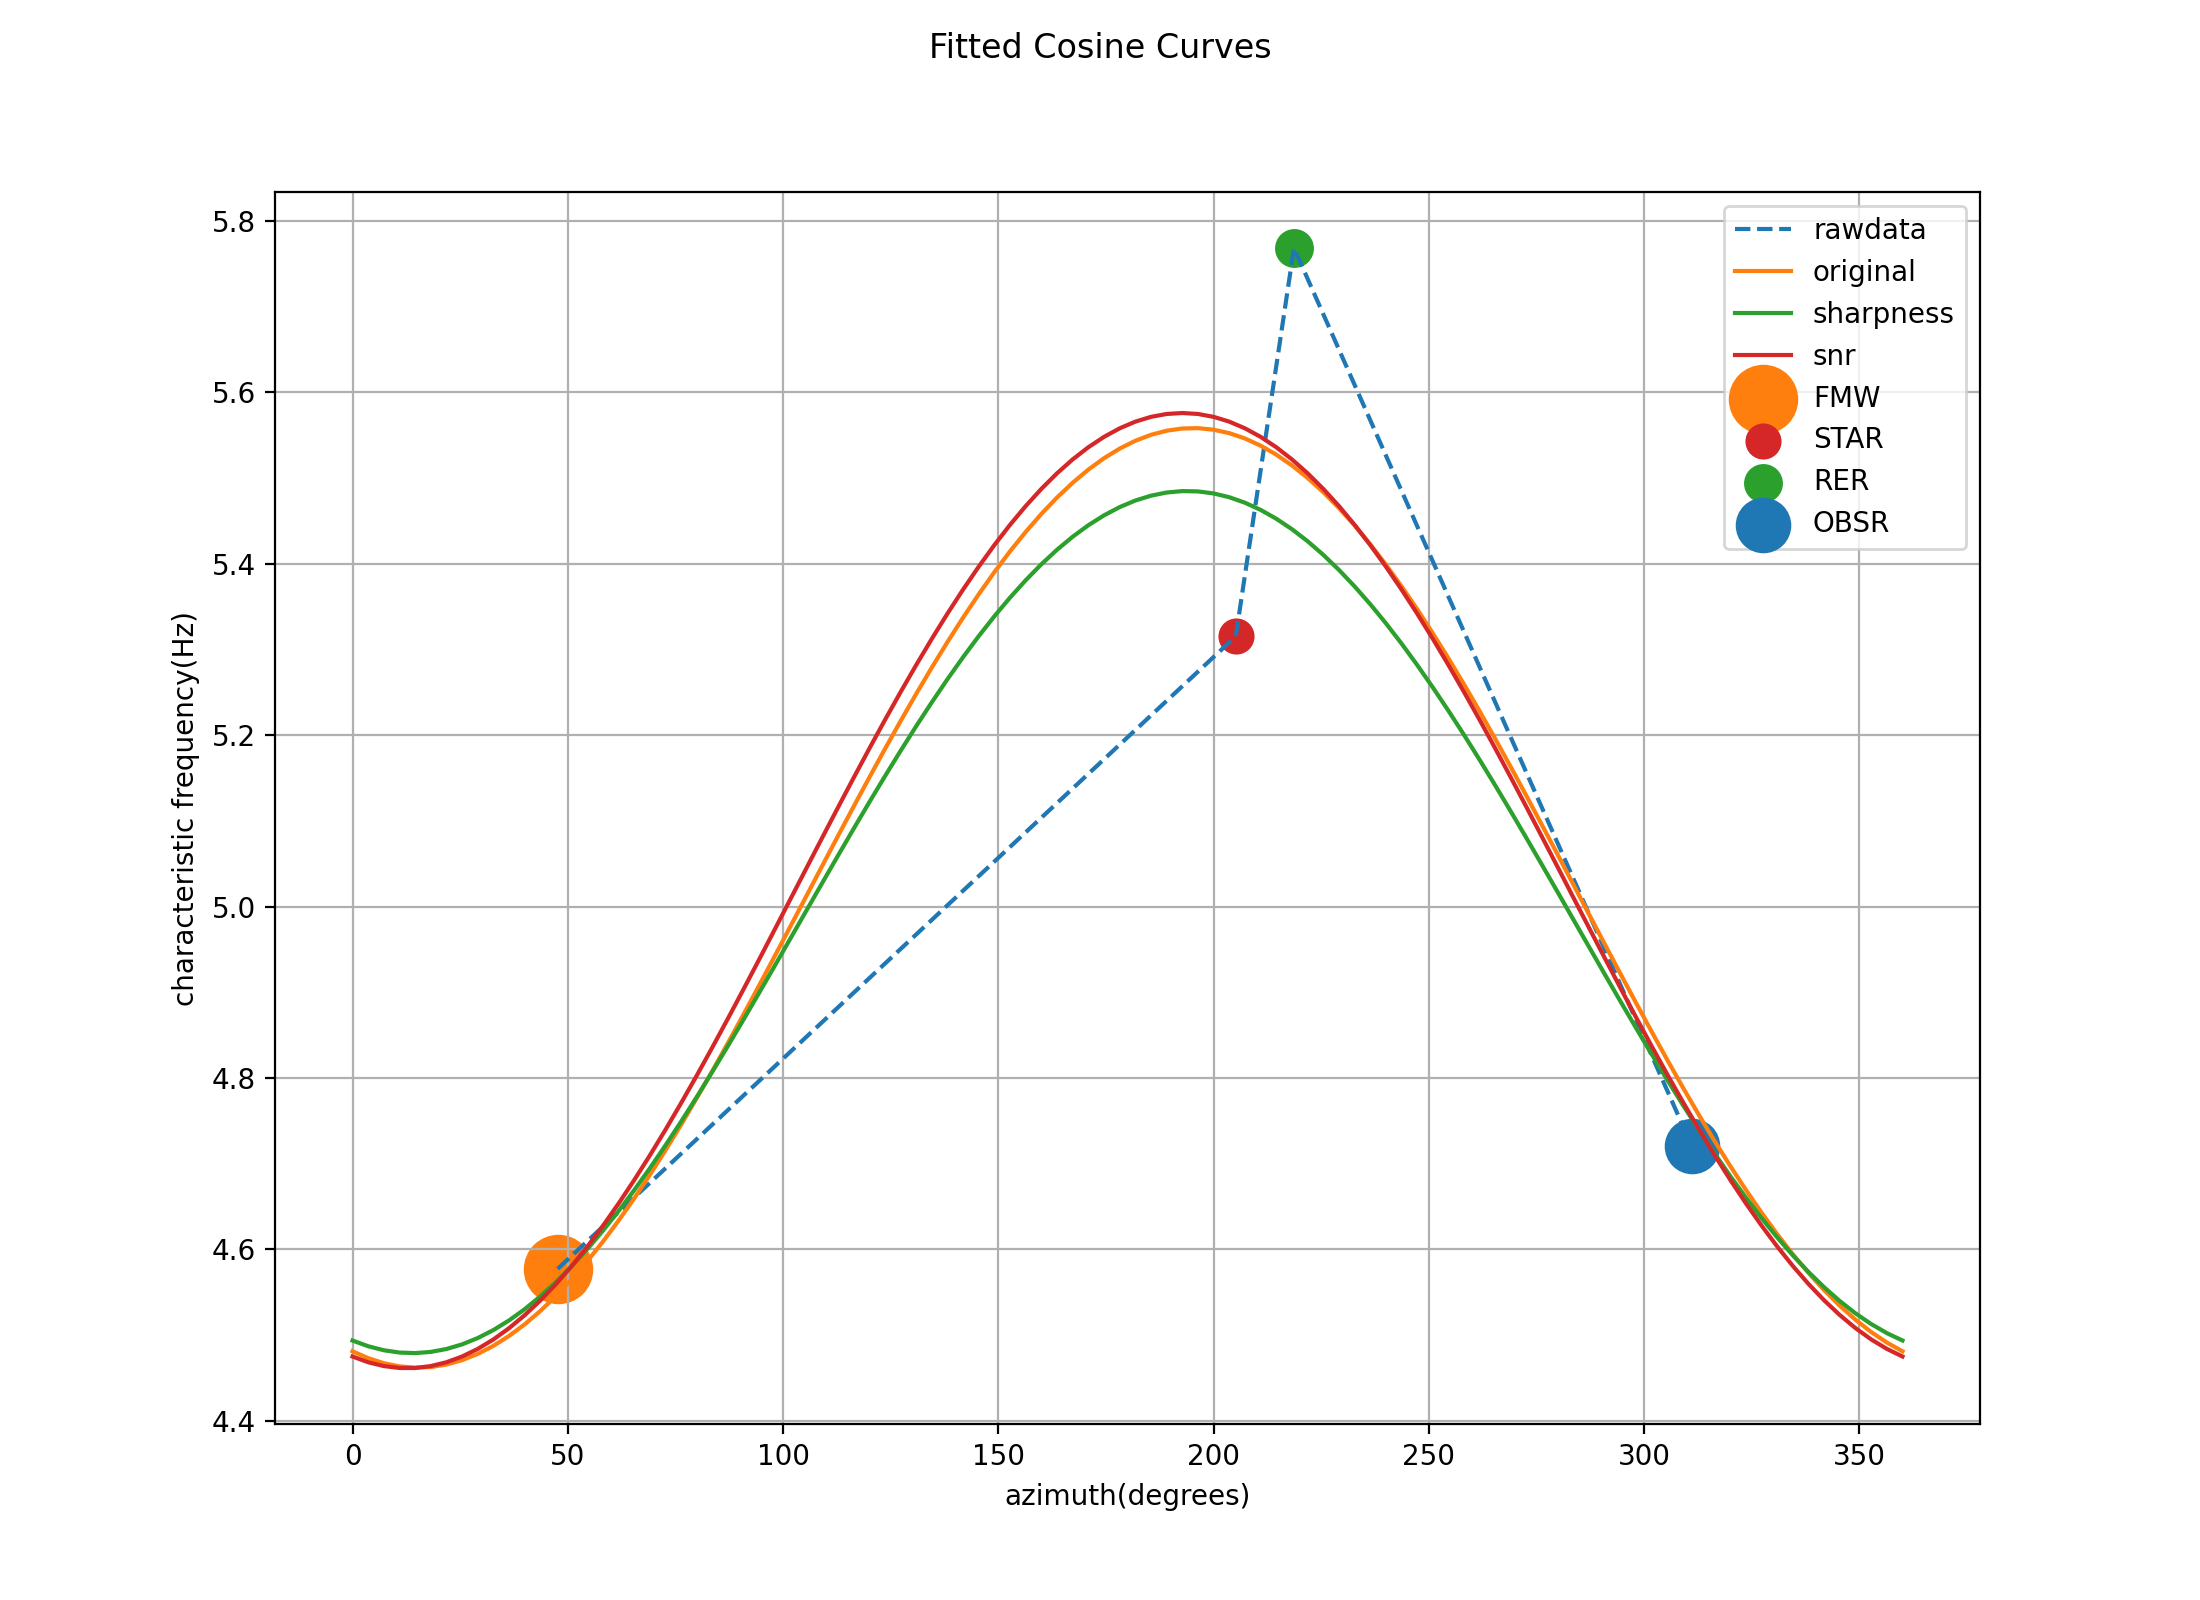 Fitted Cosine Curves
5.8
5.6
5.4
5.2
5.0
4.8
4.6
4.4
characteristic frequency(Hz)
rawdata
original
sharpness
snr
FMW
STAR
RER
OBSR
0 50 100 150 200 250 300 350
azimuth(degrees)